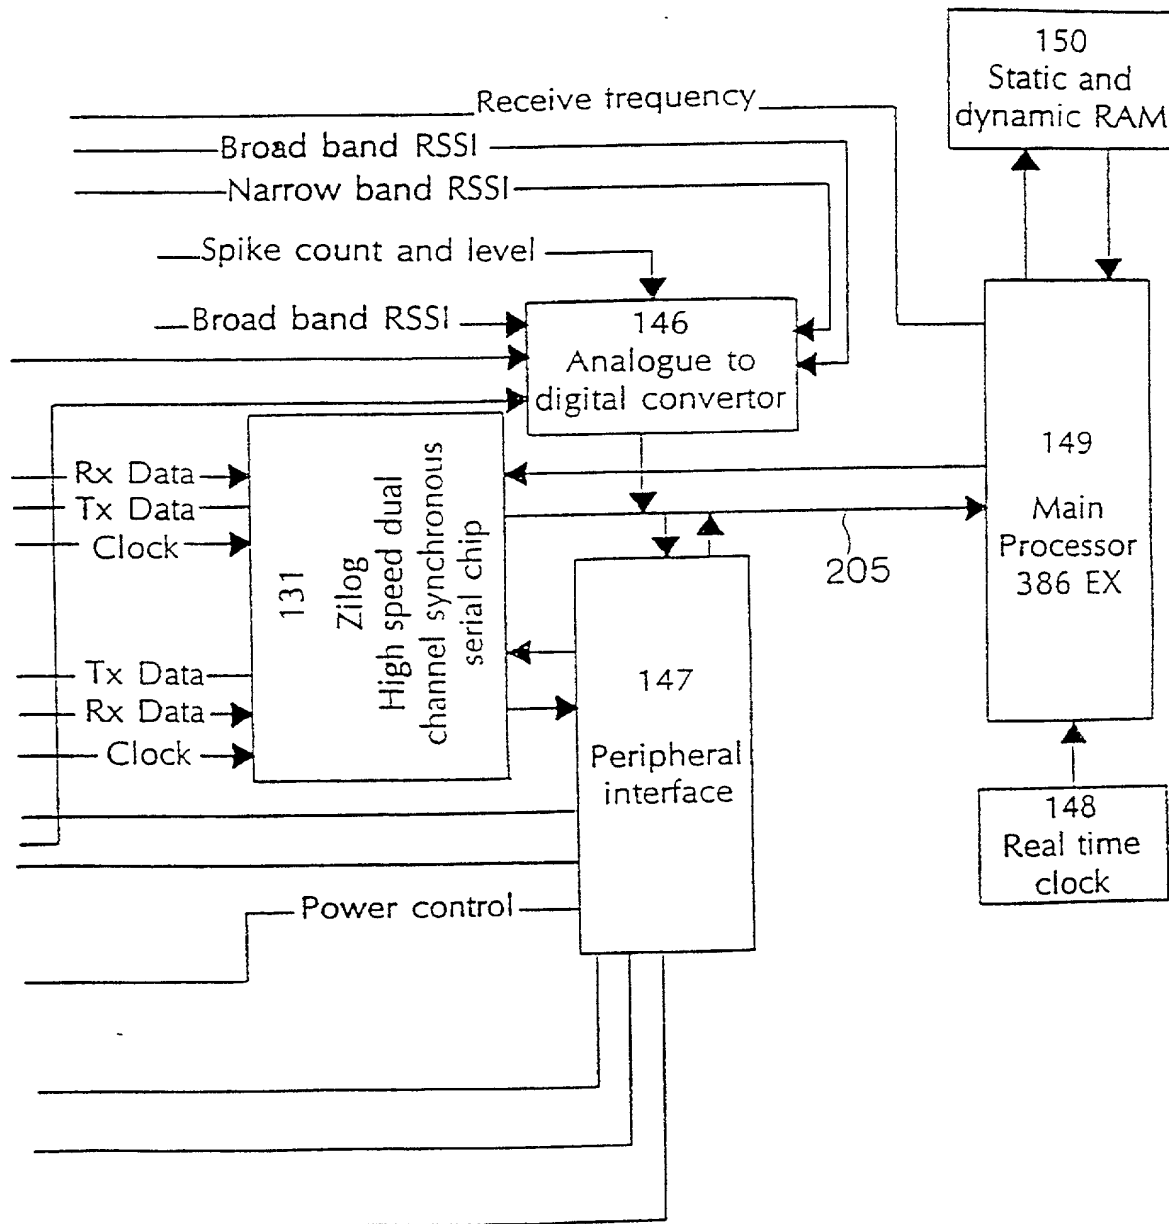 150
Static and
dynamic RAM
Receive frequency
Broad band RSSI
Narrow band RSSI
Spike count and level
Broad band RSSI
146
Analogue to
digital convertor
Rx Data
Tx Data
Clock
Tx Data
Rx Data
Clock
131
Zilog
High speed dual
channel synchronous
serial chip
205
149
Main
Processor
386 EX
147
Peripheral
interface
148
Real time
clock
Power control